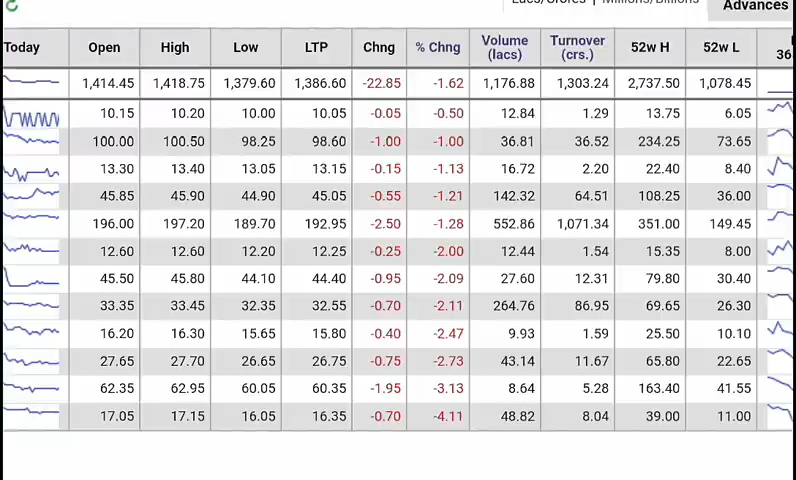 Lacs/Crores | Millions/Billions
Advances
Today Open High Low LTP Chng % Chng Volume (lacs) Turnover (crs.) 52w H 52w L 36
1,414.45 1,418.75 1,379.60 1,386.60 -22.85 -1.62 1,176.88 1,303.24 2,737.50 1,078.45
10.15 10.20 10.00 10.05 -0.05 -0.50 12.84 1.29 13.75 6.05
100.00 100.50 98.25 98.60 -1.00 -1.00 36.81 36.52 234.25 73.65
13.30 13.40 13.05 13.15 -0.15 -1.13 16.72 2.20 22.40 8.40
45.85 45.90 44.90 45.05 -0.55 -1.21 142.32 64.51 108.25 36.00
196.00 197.20 189.70 192.95 -2.50 -1.28 552.86 1,071.34 351.00 149.45
12.60 12.60 12.20 12.25 -0.25 -2.00 12.44 1.54 15.35 8.00
45.50 45.80 44.10 44.40 -0.95 -2.09 27.60 12.31 79.80 30.40
33.35 33.45 32.35 32.55 -0.70 -2.11 264.76 86.95 69.65 26.30
16.20 16.30 15.65 15.80 -0.40 -2.47 9.93 1.59 25.50 10.10
27.65 27.70 26.65 26.75 -0.75 -2.73 43.14 11.67 65.80 22.65
62.35 62.95 60.05 60.35 -1.95 -3.13 8.64 5.28 163.40 41.55
17.05 17.15 16.05 16.35 -0.70 -4.11 48.82 8.04 39.00 11.00